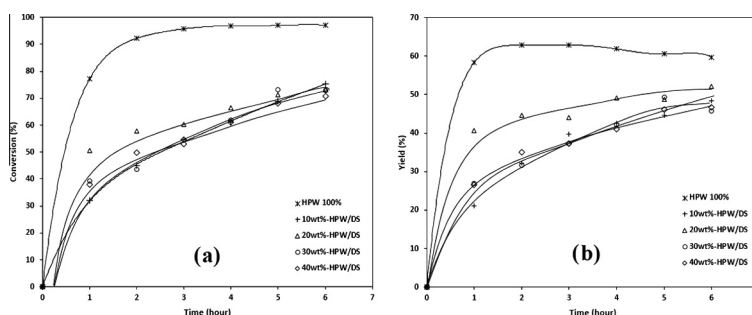 100
90
80
70
60
50
40
30
20
10
0
Conversion (%)
HPW 100%
10wt%-HPW/DS
20wt%-HPW/DS
30wt%-HPW/DS
40wt%-HPW/DS
(a)
0 1 2 3 4 5 6 7
Time (hour)
80
70
60
50
40
30
20
10
0
Yield (%)
HPW 100%
10wt%-HPW/DS
20wt%-HPW/DS
30wt%-HPW/DS
40wt%-HPW/DS
(b)
0 1 2 3 4 5 6 7
Time (hour)